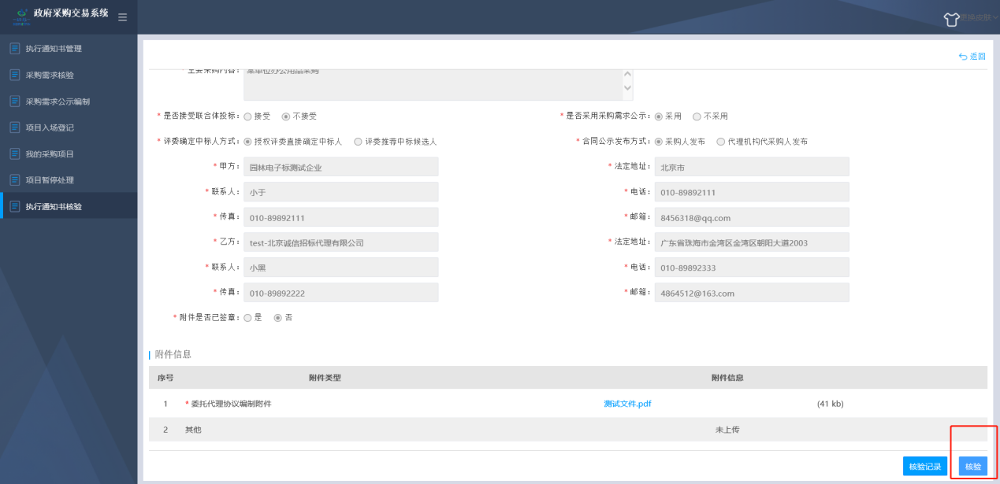 政府采购交易系统
更换皮肤
执行通知书管理
采购需求核验
采购需求公示编制
项目入场登记
我的采购项目
项目暂停处理
执行通知书核验
返回
* 主要采购内容: 某单位办公用品采购
* 是否接受联合体投标: 接受 不接受 * 是否采用采购需求公示: 采用 不采用
* 评委确定中标人方式: 授权评委直接确定中标人 评委推荐中标候选人 * 合同公示发布方式: 采购人发布 代理机构代采购人发布
* 甲方: 园林电子标测试企业 * 法定地址: 北京市
* 联系人: 小于 * 电话: 010-89892111
* 传真: 010-89892111 * 邮箱: 8456318@qq.com
* 乙方: test-北京诚信招标代理有限公司 * 法定地址: 广东省珠海市金湾区金湾区朝阳大道2003
* 联系人: 小黑 * 电话: 010-89892333
* 传真: 010-89892222 * 邮箱: 4864512@163.com
* 附件是否已签章: 是 否
附件信息
序号 附件类型 附件信息
1 * 委托代理协议编制附件 测试文件.pdf (41 kb)
2 其他 未上传
核验记录 核验